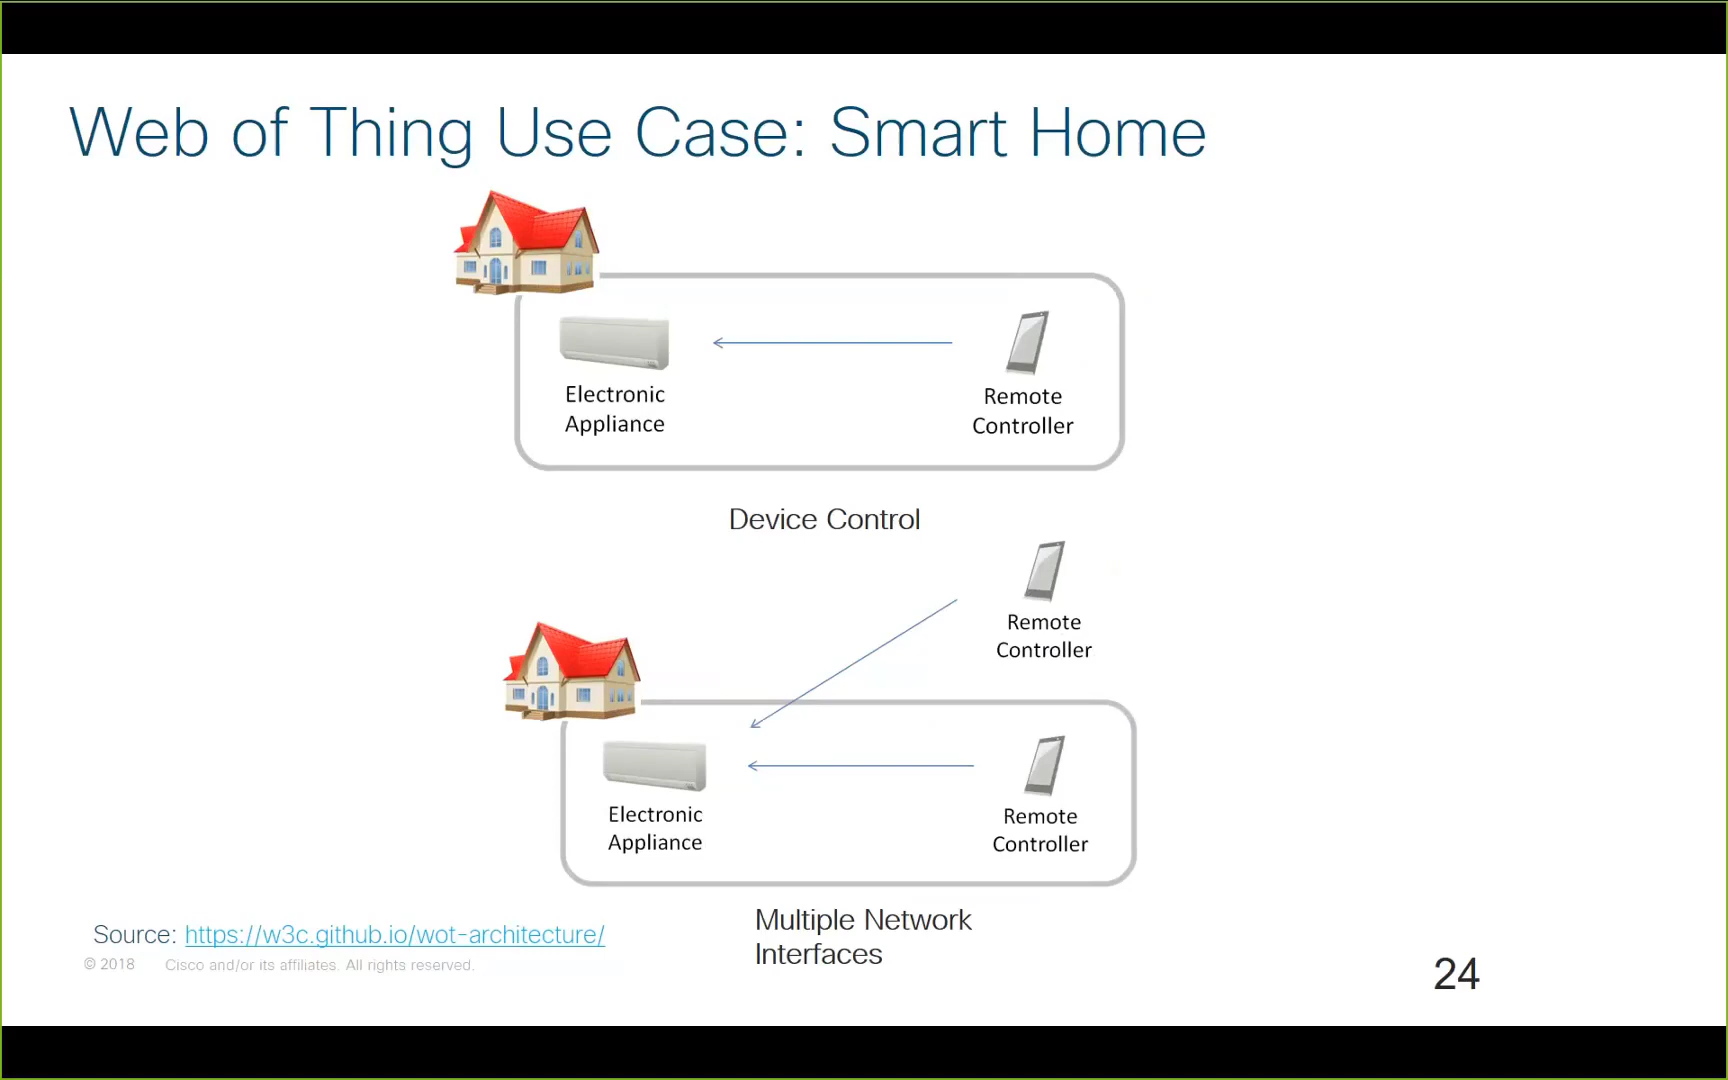 Web of Thing Use Case: Smart Home
Electronic
Appliance
Remote
Controller
Device Control
Remote
Controller
Electronic
Appliance
Remote
Controller
Multiple Network
Interfaces
Source: https://w3c.github.io/wot-architecture/
© 2018 Cisco and/or its affiliates. All rights reserved.
24